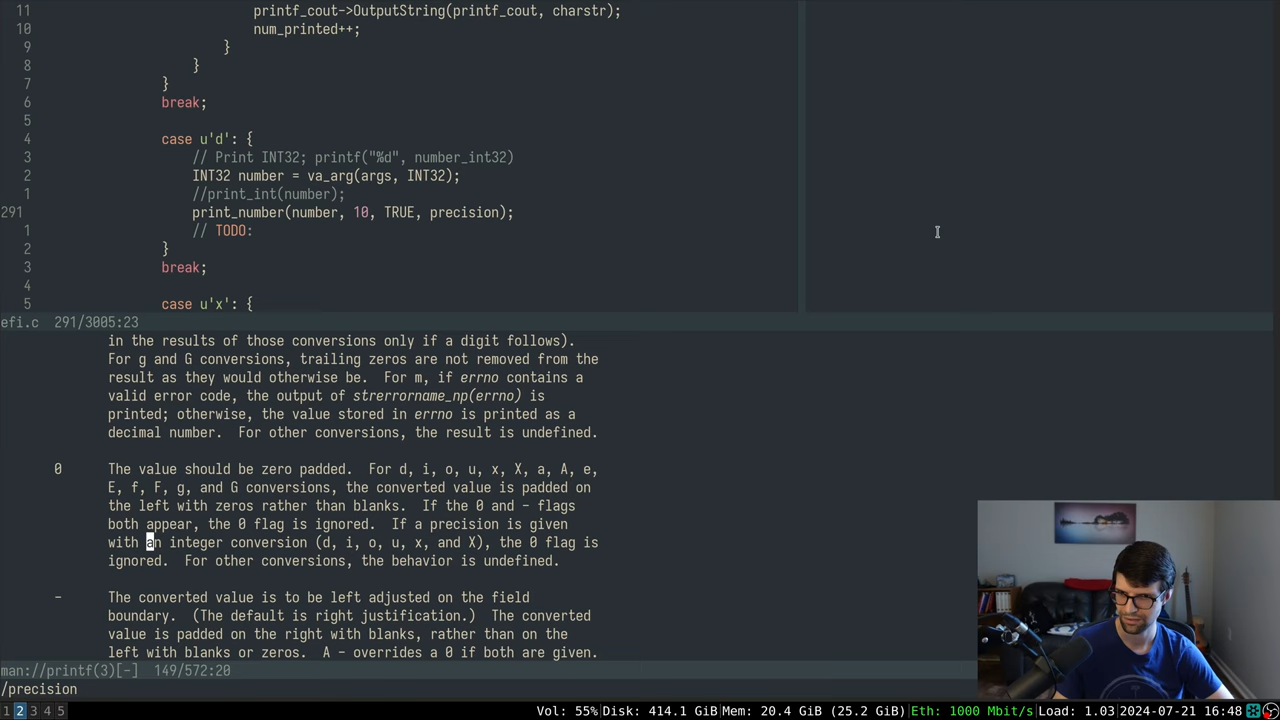 11 printf_cout->OutputString(printf_cout, charstr);
10 num_printed++;
9 }
8 }
7 }
6 break;
5
4 case u'd': {
3 // Print INT32; printf("%d", number_int32)
2 INT32 number = va_arg(args, INT32);
1 //print_int(number);
291 print_number(number, 10, TRUE, precision);
1 // TODO:
2 }
3 break;
4
5 case u'x': {
efi.c 291/3005:23
in the results of those conversions only if a digit follows).
For g and G conversions, trailing zeros are not removed from the
result as they would otherwise be. For m, if errno contains a
valid error code, the output of strerrorname_np(errno) is
printed; otherwise, the value stored in errno is printed as a
decimal number. For other conversions, the result is undefined.
0 The value should be zero padded. For d, i, o, u, x, X, a, A, e,
E, f, F, g, and G conversions, the converted value is padded on
the left with zeros rather than blanks. If the 0 and - flags
both appear, the 0 flag is ignored. If a precision is given
with an integer conversion (d, i, o, u, x, and X), the 0 flag is
ignored. For other conversions, the behavior is undefined.
- The converted value is to be left adjusted on the field
boundary. (The default is right justification.) The converted
value is padded on the right with blanks, rather than on the
left with blanks or zeros. A - overrides a 0 if both are given.
man://printf(3)[-] 149/572:20
/precision
1 2 3 4 5 Vol: 55% Disk: 414.1 GiB Mem: 20.4 GiB (25.2 GiB) Eth: 1000 Mbit/s Load: 1.03 2024-07-21 16:48